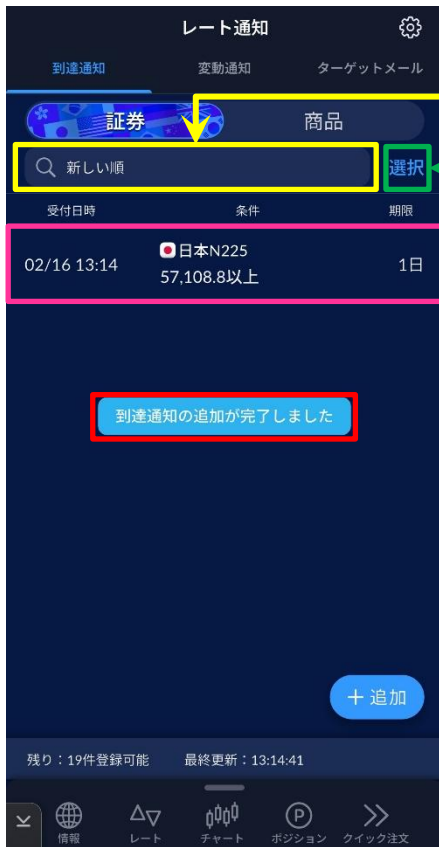 レート通知
到達通知 変動通知 ターゲットメール
証券 商品
新しい順 選択
受付日時 条件 期限
02/16 13:14 日本N225 1日
57,108.8以上
到達通知の追加が完了しました
＋追加
残り：19件登録可能 最終更新：13:14:41
情報 レート チャート P ポジション クイック注文